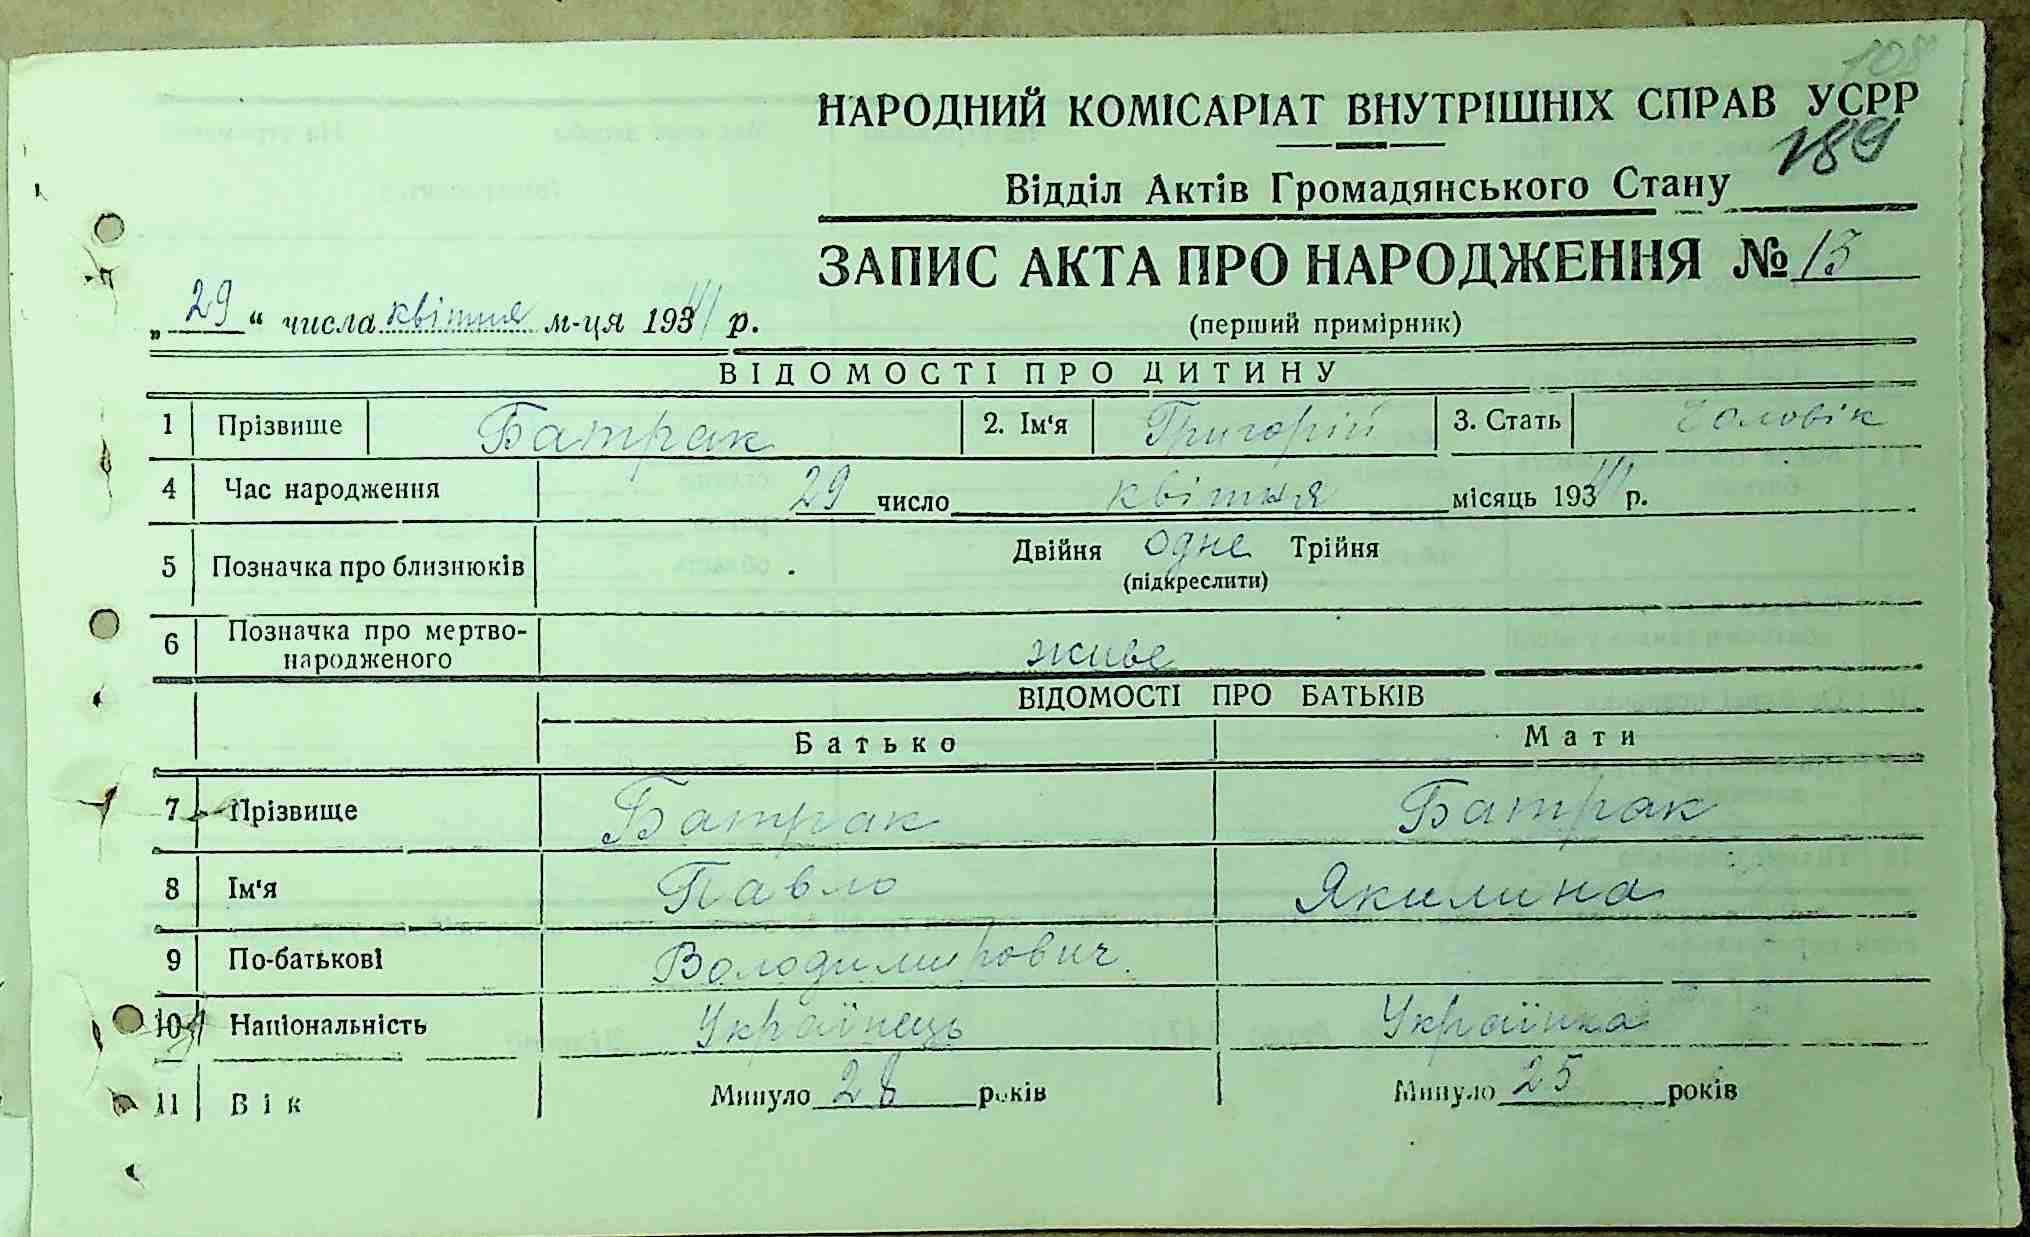 108
НАРОДНИЙ КОМІСАРІАТ ВНУТРІШНІХ СПРАВ УСРР
189
Відділ Актів Громадянського Стану
ЗАПИС АКТА ПРО НАРОДЖЕННЯ № 13
„ 29 “ числа квітня м-ця 1941 р.
(перший примірник)
ВІДОМОСТІ ПРО ДИТИНУ
1 Прізвище Батрак 2. Ім'я Григорій 3. Стать Чоловік
4 Час народження 29 число квітня місяць 1941 р.
5 Позначка про близнюків Двійня одне Трійня
(підкреслити)
6 Позначка про мертво-
народженого живе
ВІДОМОСТІ ПРО БАТЬКІВ
Батько Мати
7 Прізвище Батрак Батрак
8 Ім'я Павло Якилина
9 По-батькові Володимирович
10 Національність Українець Українка
11 Вік Минуло 28 років Минуло 25 років